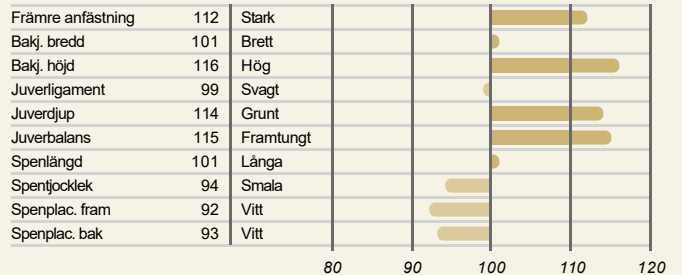 Främre anfästning 112 Stark
Bakj. bredd 101 Brett
Bakj. höjd 116 Hög
Juverligament 99 Svagt
Juverdjup 114 Grunt
Juverbalans 115 Framtungt
Spenlängd 101 Långa
Spentjocklek 94 Smala
Spenplac. fram 92 Vitt
Spenplac. bak 93 Vitt
80 90 100 110 120